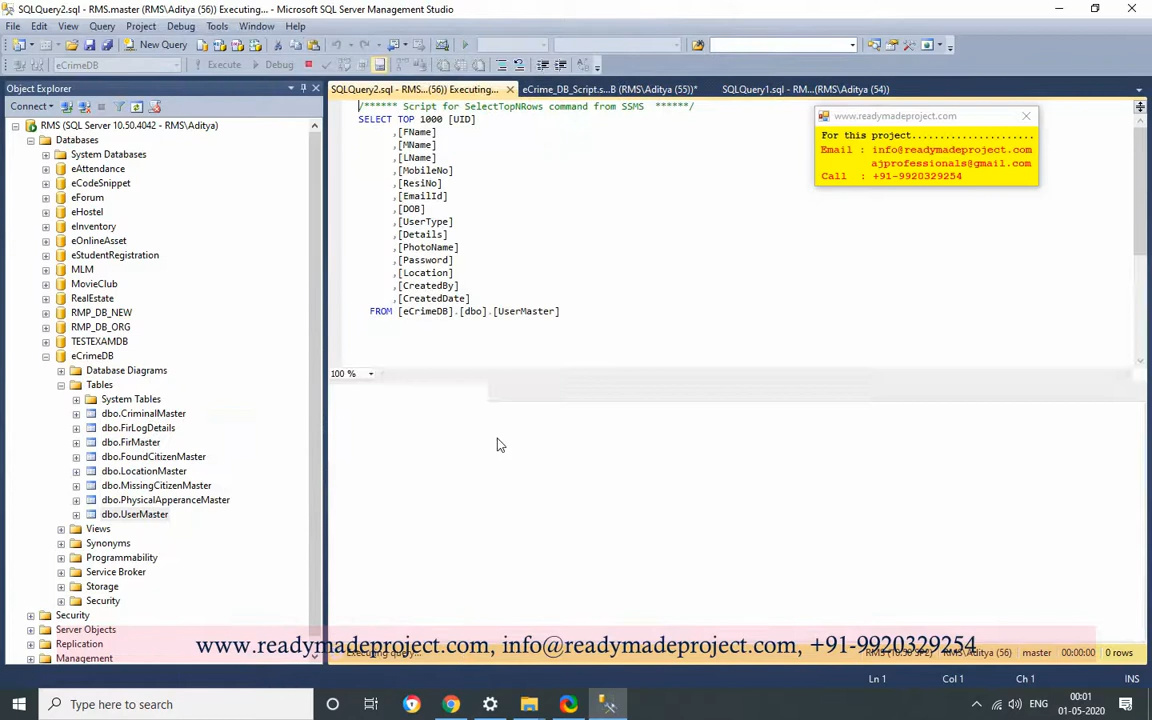 SQLQuery2.sql - RMS.master (RMS\Aditya (56)) Executing... - Microsoft SQL Server Management Studio
File Edit View Query Project Debug Tools Window Help
New Query
eCrimeDB Execute Debug
Object Explorer
Connect
RMS (SQL Server 10.50.4042 - RMS\Aditya)
Databases
System Databases
eAttendance
eCodeSnippet
eForum
eHostel
eInventory
eOnlineAsset
eStudentRegistration
MLM
MovieClub
RealEstate
RMP_DB_NEW
RMP_DB_ORG
TESTEXAMDB
eCrimeDB
Database Diagrams
Tables
System Tables
dbo.CriminalMaster
dbo.FirLogDetails
dbo.FirMaster
dbo.FoundCitizenMaster
dbo.LocationMaster
dbo.MissingCitizenMaster
dbo.PhysicalApperanceMaster
dbo.UserMaster
Views
Synonyms
Programmability
Service Broker
Storage
Security
Security
Server Objects
Replication
Management
SQLQuery2.sql - RMS...(56)) Executing... eCrime_DB_Script.s...B (RMS\Aditya (55))* SQLQuery1.sql - RM...(RMS\Aditya (54))
/****** Script for SelectTopNRows command from SSMS ******/
SELECT TOP 1000 [UID]
,[FName]
,[MName]
,[LName]
,[MobileNo]
,[ResiNo]
,[EmailId]
,[DOB]
,[UserType]
,[Details]
,[PhotoName]
,[Password]
,[Location]
,[CreatedBy]
,[CreatedDate]
FROM [eCrimeDB].[dbo].[UserMaster]
www.readymadeproject.com
For this project......................
Email : info@readymadeproject.com
ajprofessionals@gmail.com
Call : +91-9920329254
100 %
www.readymadeproject.com, info@readymadeproject.com, +91-9920329254
Executing query... RMS (10.50 SP2) RMS\Aditya (56) master 00:00:00 0 rows
Ln 1 Col 1 Ch 1 INS
Type here to search
ENG
00:01
01-05-2020